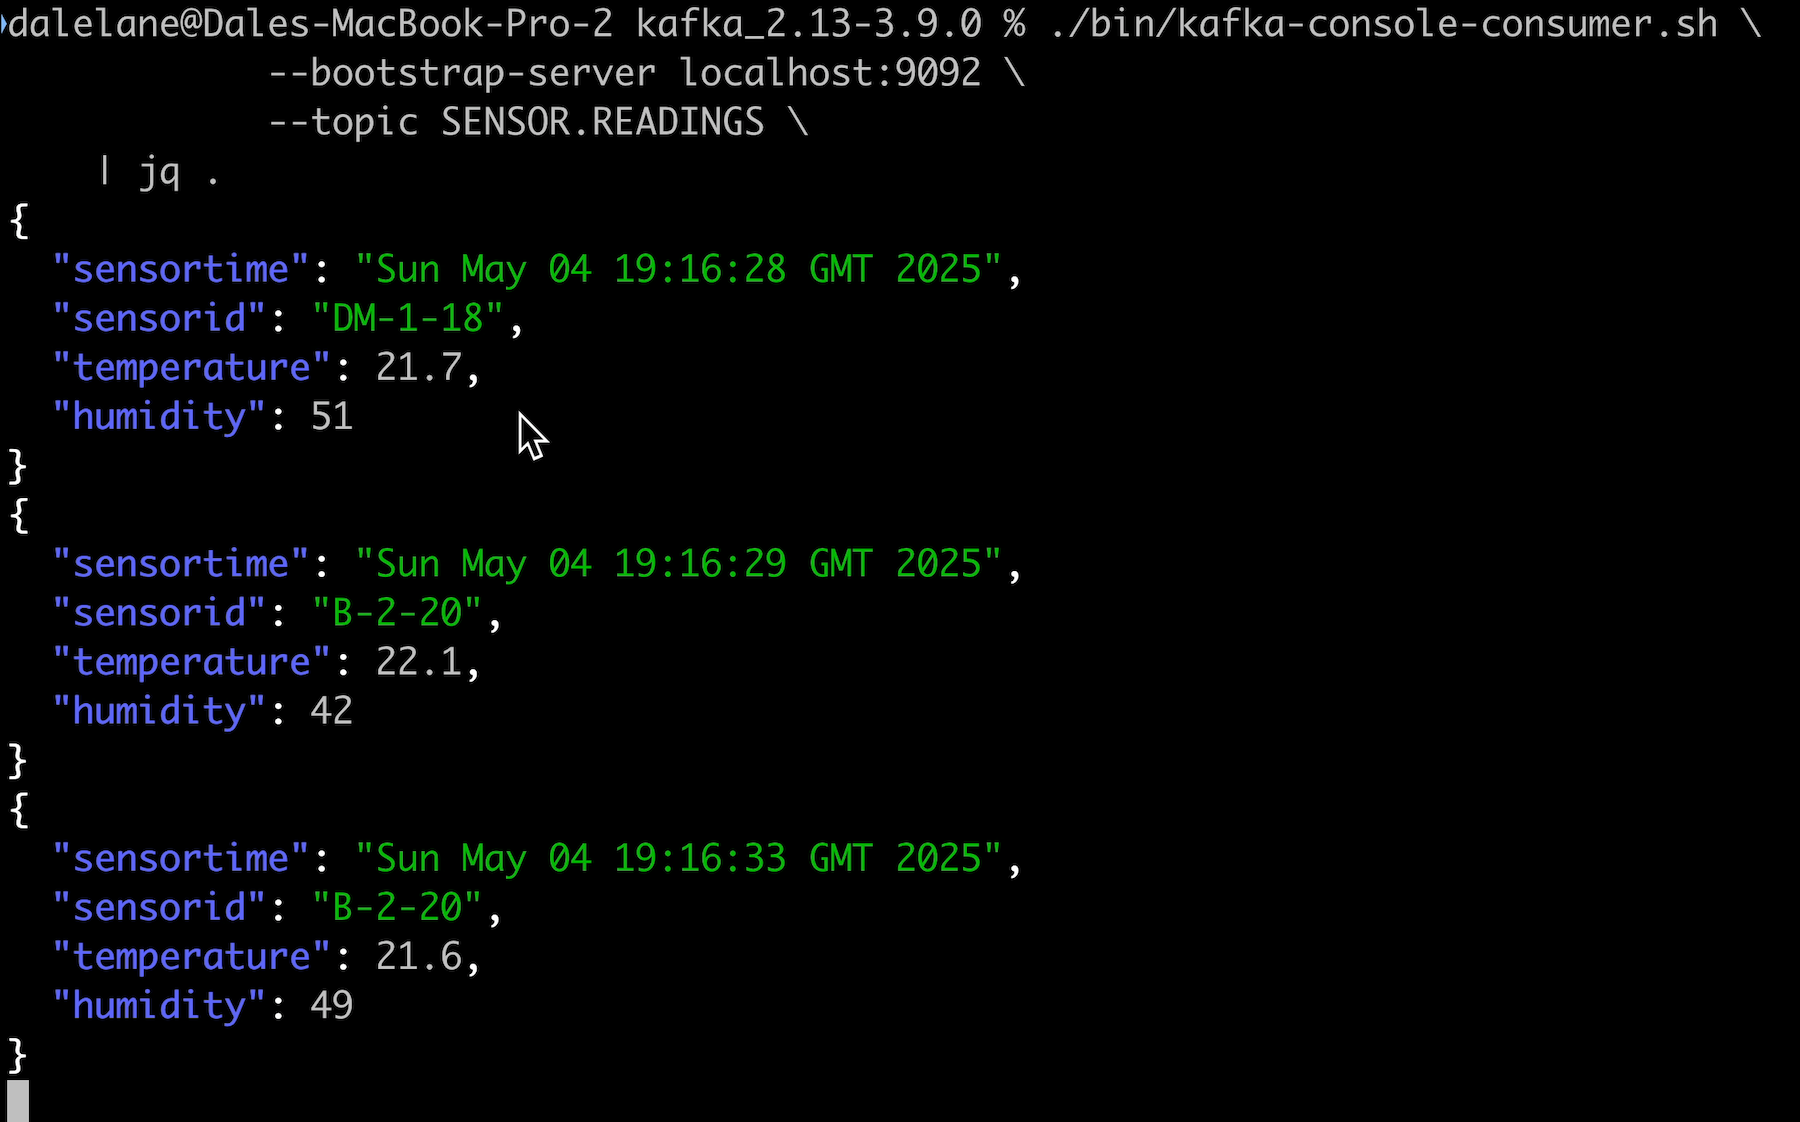 dalelane@Dales-MacBook-Pro-2 kafka_2.13-3.9.0 % ./bin/kafka-console-consumer.sh \
--bootstrap-server localhost:9092 \
--topic SENSOR.READINGS \
| jq .
{
"sensortime": "Sun May 04 19:16:28 GMT 2025",
"sensorid": "DM-1-18",
"temperature": 21.7,
"humidity": 51
}
{
"sensortime": "Sun May 04 19:16:29 GMT 2025",
"sensorid": "B-2-20",
"temperature": 22.1,
"humidity": 42
}
{
"sensortime": "Sun May 04 19:16:33 GMT 2025",
"sensorid": "B-2-20",
"temperature": 21.6,
"humidity": 49
}